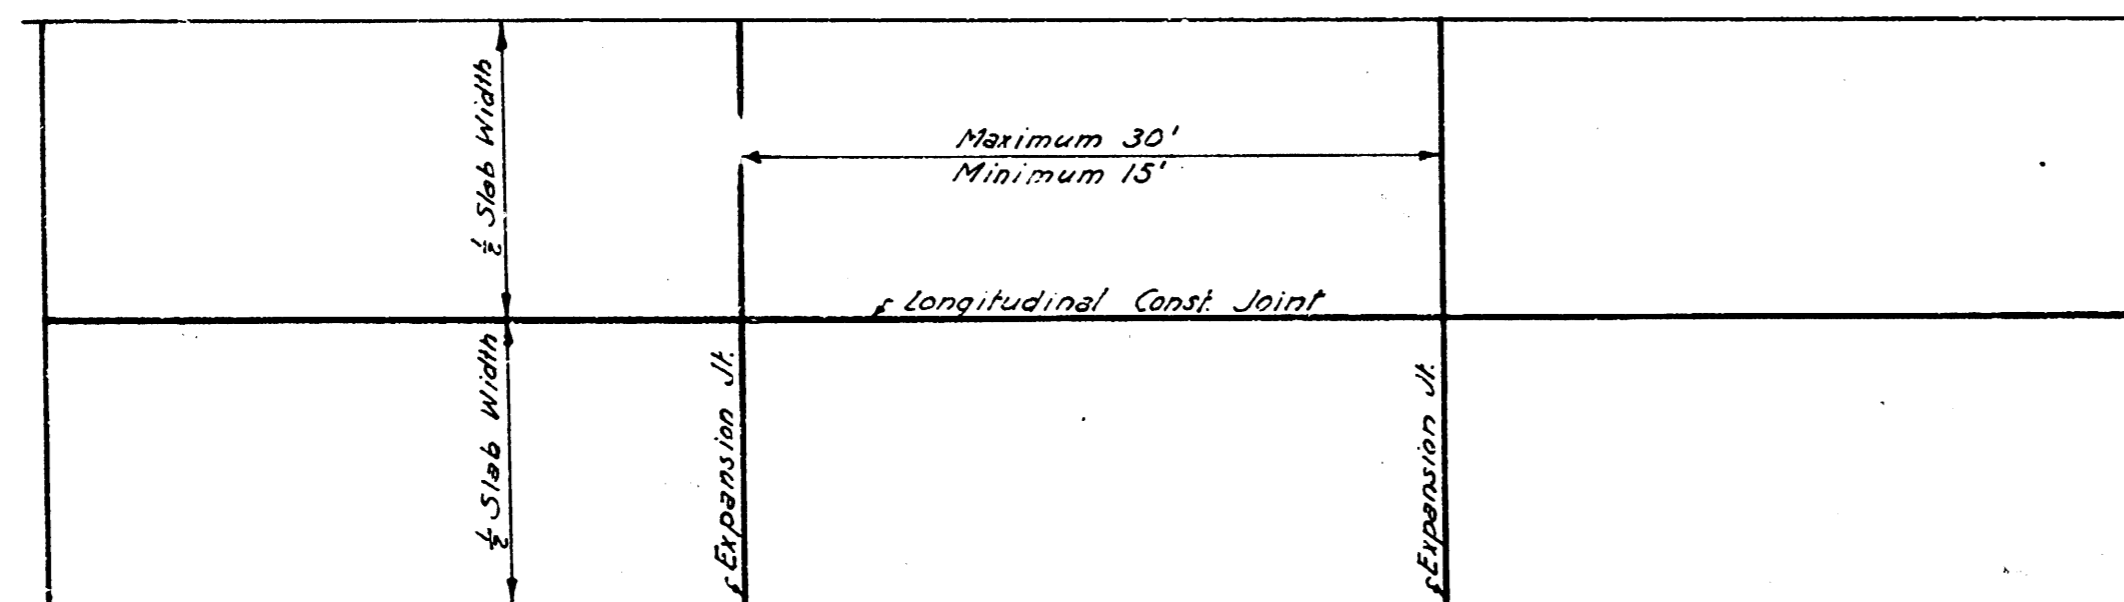 ½ Slab Width
Maximum 30'
Minimum 15'
Longitudinal Const. Joint
½ Slab Width
Expansion Jt.
Expansion Jt.